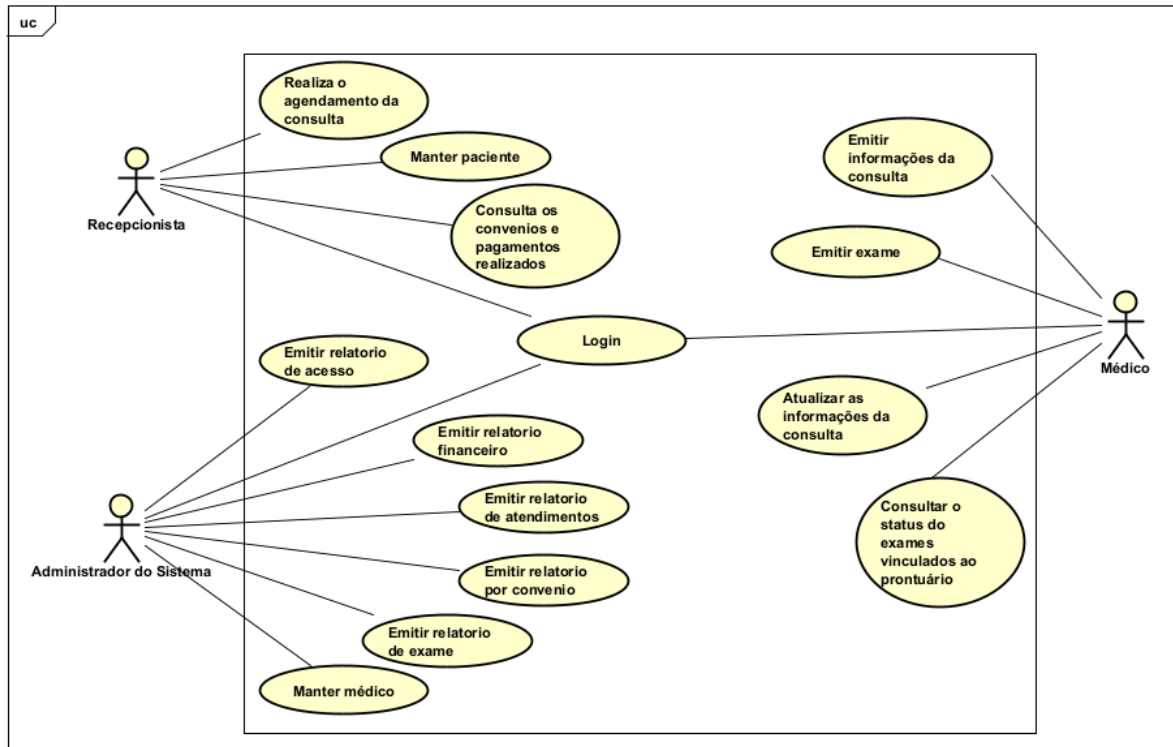 uc
Realiza o
agendamento da
consulta
Manter paciente
Consulta os
convenios e
pagamentos
realizados
Recepcionista
Login
Emitir relatorio
de acesso
Emitir relatorio
financeiro
Emitir relatorio
de atendimentos
Emitir relatorio
por convenio
Emitir relatorio
de exame
Manter médico
Administrador do Sistema
Emitir
informações da
consulta
Emitir exame
Atualizar as
informações da
consulta
Consultar o
status do
exames
vinculados ao
prontuário
Médico